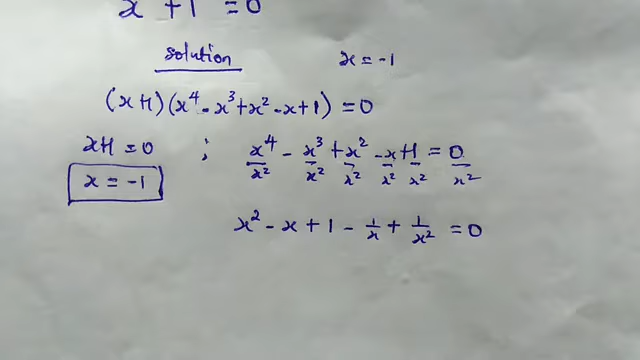 x + 1 = 0
solution x = -1
(x+1)(x⁴ - x³ + x² - x + 1) = 0
x+1 = 0 ; x⁴/x² - x³/x² + x²/x² - x/x² + 1/x² = 0/x²
x = -1
x² - x + 1 - 1/x + 1/x² = 0